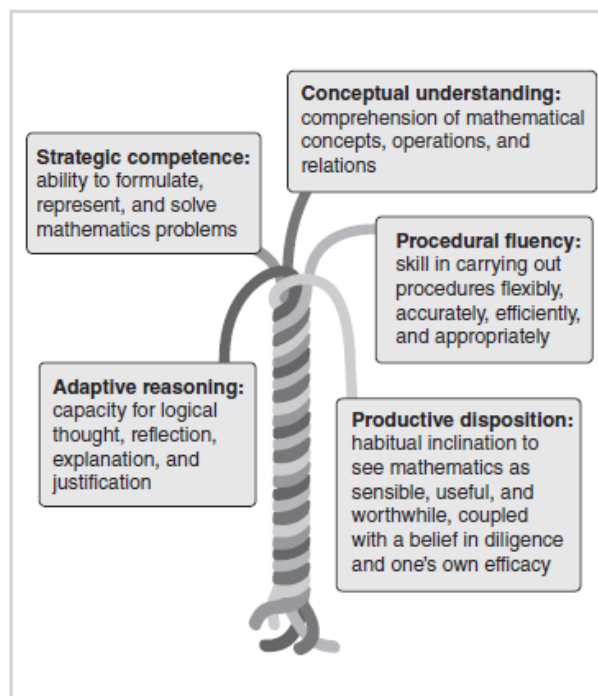 Conceptual understanding:
comprehension of mathematical
concepts, operations, and
relations
Strategic competence:
ability to formulate,
represent, and solve
mathematics problems
Procedural fluency:
skill in carrying out
procedures flexibly,
accurately, efficiently,
and appropriately
Adaptive reasoning:
capacity for logical
thought, reflection,
explanation, and
justification
Productive disposition:
habitual inclination to
see mathematics as
sensible, useful, and
worthwhile, coupled
with a belief in diligence
and one's own efficacy